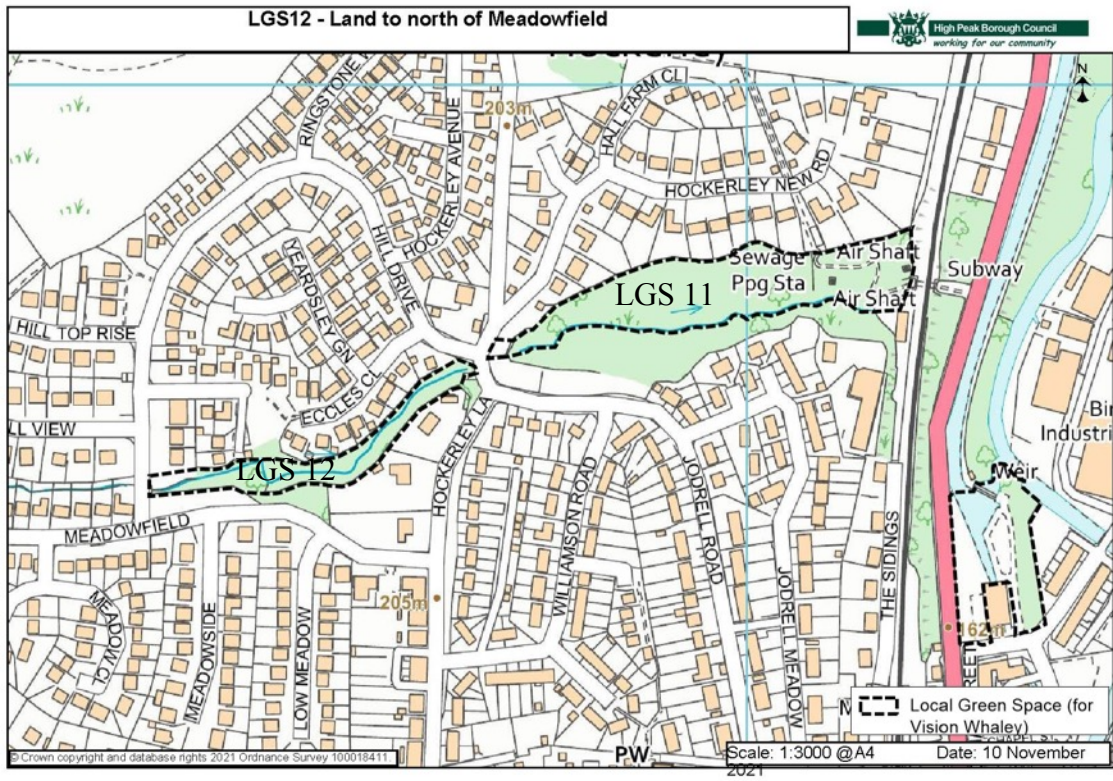 LGS12 - Land to north of Meadowfield
High Peak Borough Council
working for our community
N
RINGSTONE
203m
HALL FARM CL
HOCKERLEY AVENUE
HOCKERLEY NEW RD
HILL DRIVE
YEARDSLEY GN
Sewage
Ppg Sta
Air Shaft
Subway
LGS 11
Air Shaft
HILL TOP RISE
ECCLES CL
LL VIEW
LGS 12
HOCKERLEY LA
Weir
MEADOWFIELD
WILLIAMSON ROAD
JODRELL ROAD
THE SIDINGS
JODRELL MEADOW
MEADOW CL
MEADOWSIDE
LOW MEADOW
205m
162m
REET
Local Green Space (for
Vision Whaley)
CHAPEL S
PW
© Crown copyright and database rights 2021 Ordnance Survey 100018411.
Scale: 1:3000 @A4
Date: 10 November
2021